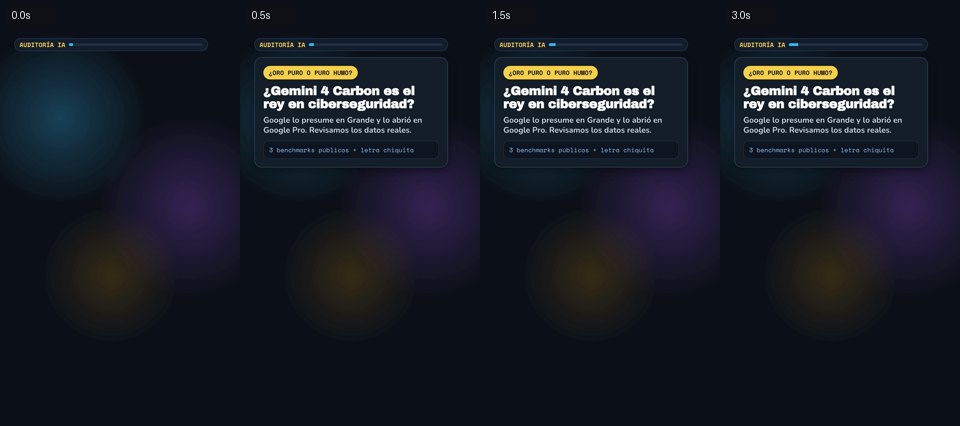 0.0s
0.5s
1.5s
3.0s
AUDITORÍA IA
AUDITORÍA IA
¿ORO PURO O PURO HUMO?
¿Gemini 4 Carbon es el
rey en ciberseguridad?
Google lo presume en Grande y lo abrió en
Google Pro. Revisamos los datos reales.
3 benchmarks públicos + letra chiquita
AUDITORÍA IA
¿ORO PURO O PURO HUMO?
¿Gemini 4 Carbon es el
rey en ciberseguridad?
Google lo presume en Grande y lo abrió en
Google Pro. Revisamos los datos reales.
3 benchmarks públicos + letra chiquita
AUDITORÍA IA
¿ORO PURO O PURO HUMO?
¿Gemini 4 Carbon es el
rey en ciberseguridad?
Google lo presume en Grande y lo abrió en
Google Pro. Revisamos los datos reales.
3 benchmarks públicos + letra chiquita